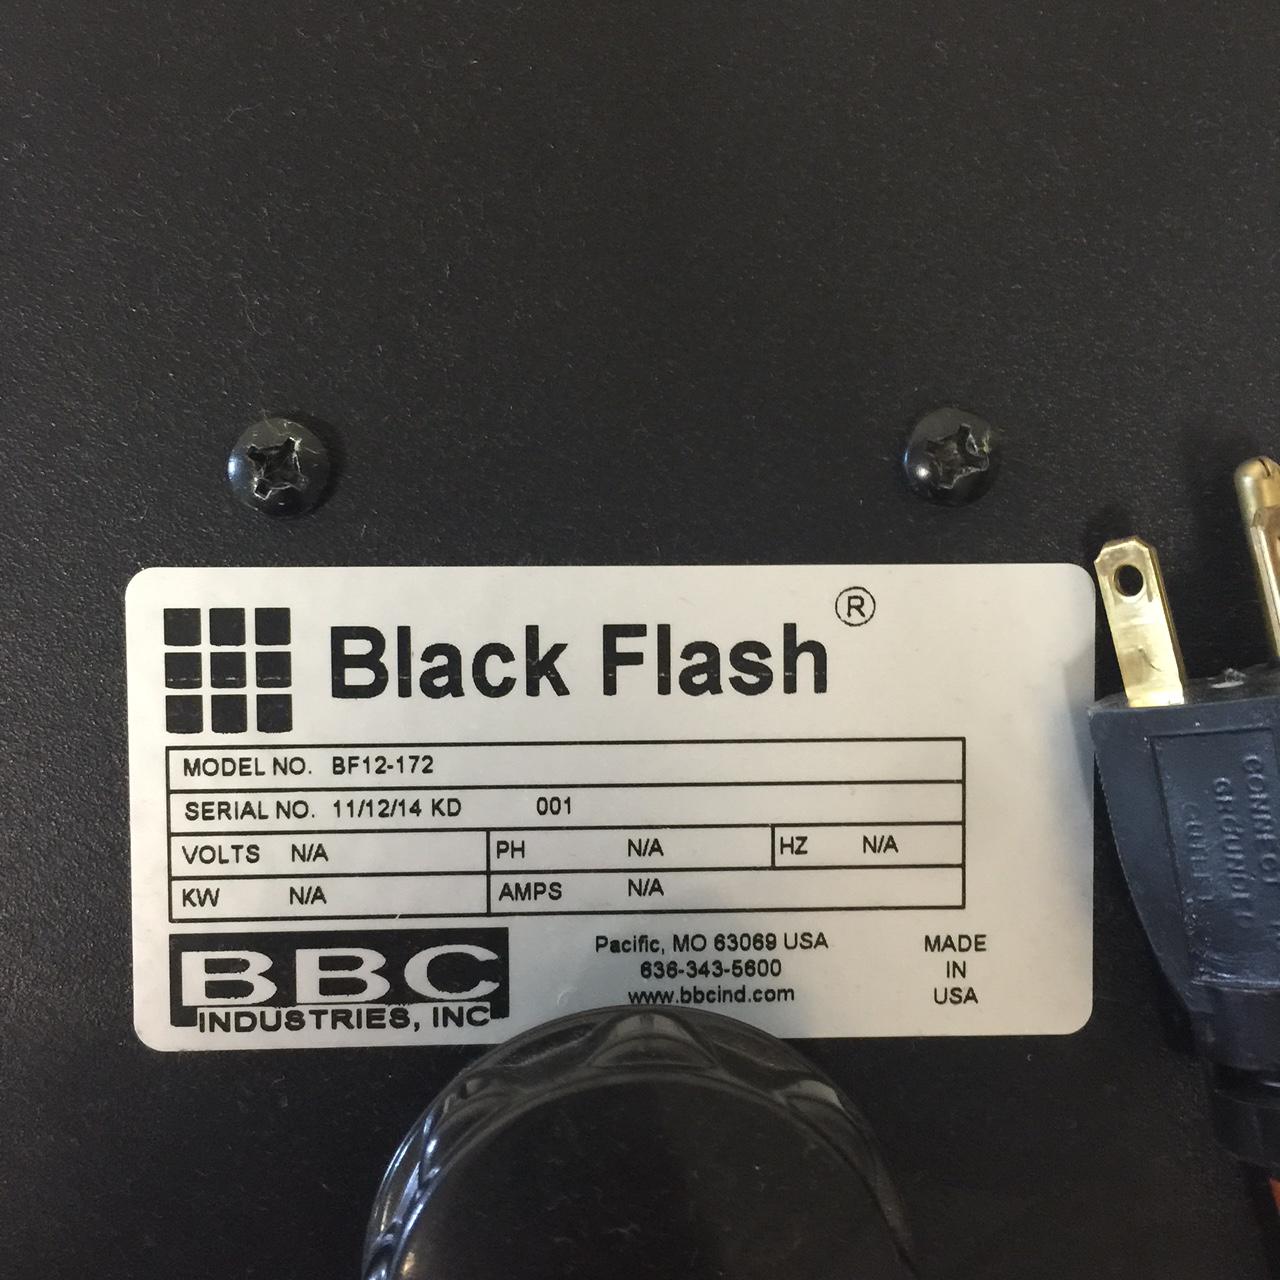 Black Flash ®
MODEL NO. BF12-172
SERIAL NO. 11/12/14 KD 001
VOLTS N/A PH N/A HZ N/A
KW N/A AMPS N/A
BBC
INDUSTRIES, INC
Pacific, MO 63069 USA
636-343-5600
www.bbcind.com
MADE
IN
USA